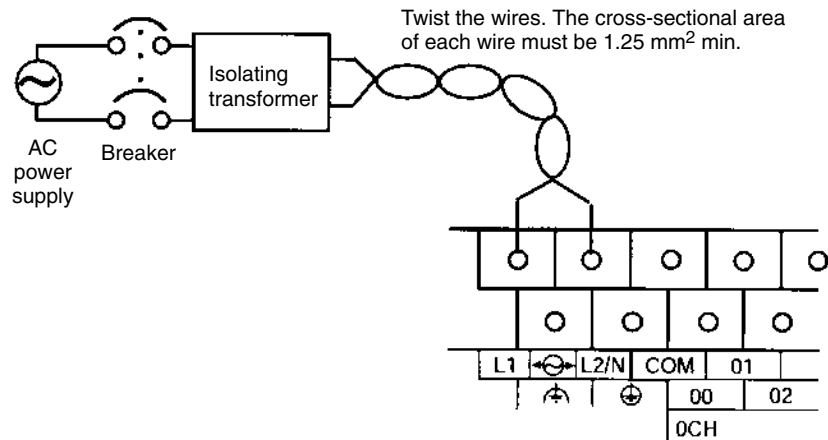 Twist the wires. The cross-sectional area
of each wire must be 1.25 mm² min.
Isolating
transformer
AC
power
supply
Breaker
L1 L2/N COM 01
00 02
0CH